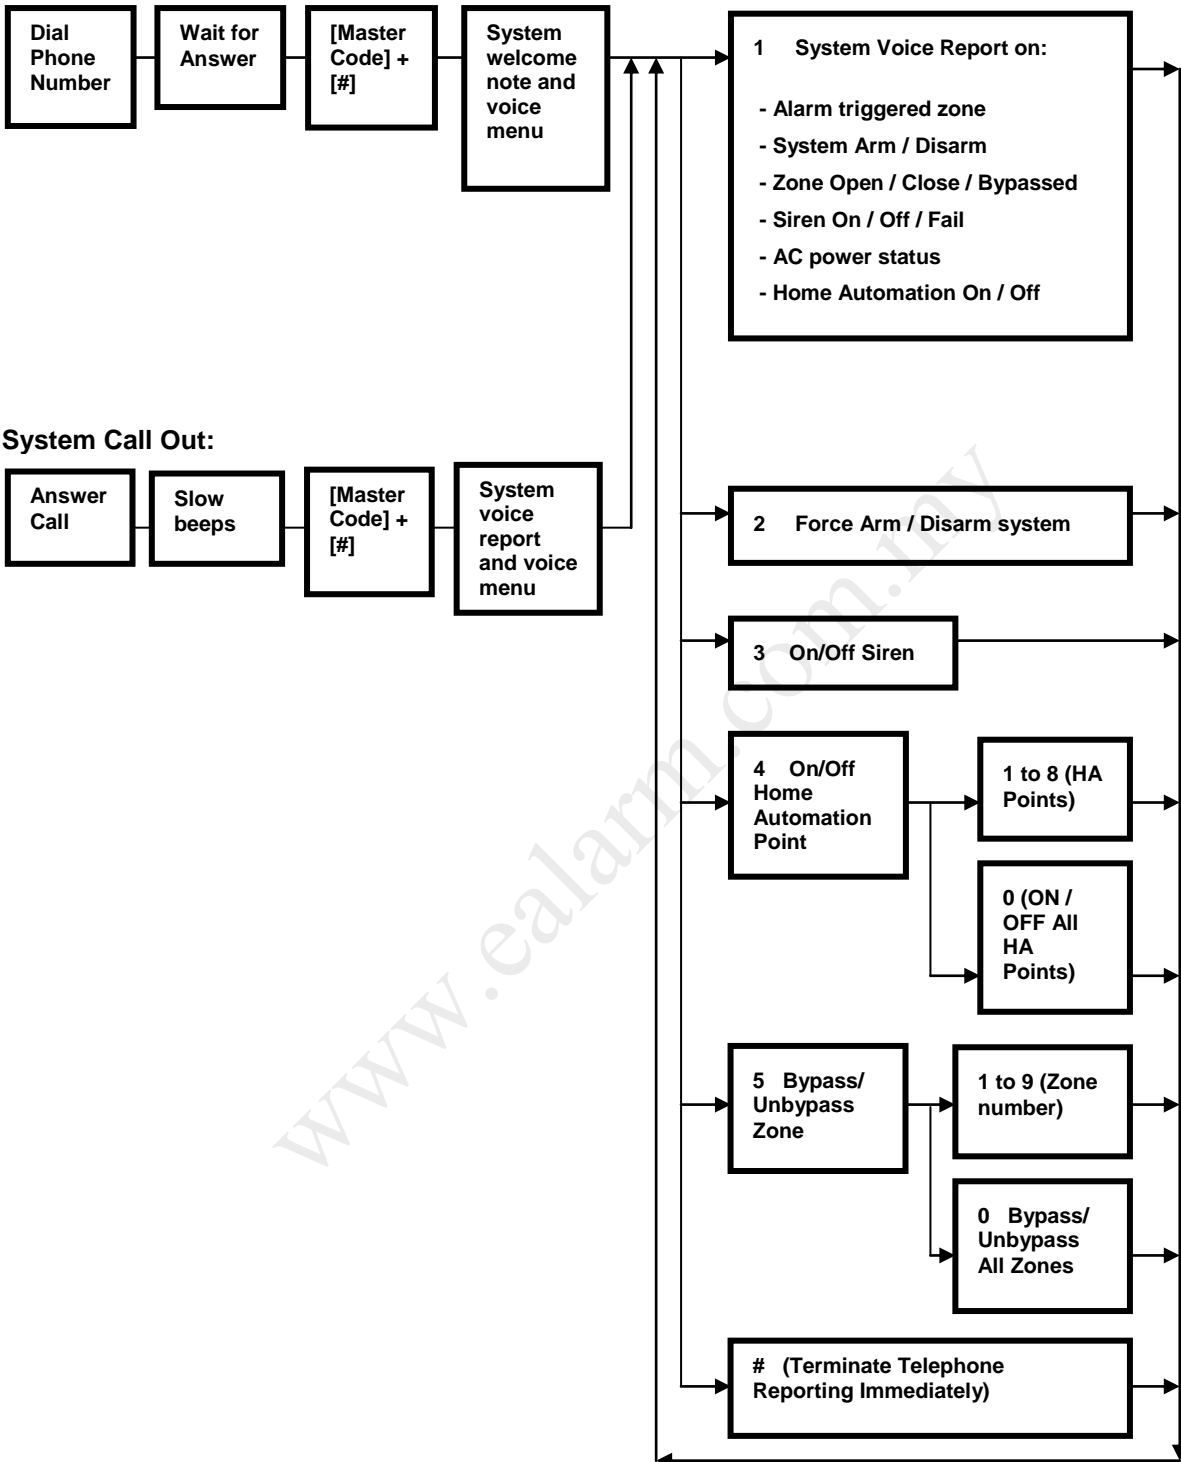 Dial
Phone
Number
Wait for
Answer
[Master
Code] +
[#]
System
welcome
note and
voice
menu
1 System Voice Report on:
- Alarm triggered zone
- System Arm / Disarm
- Zone Open / Close / Bypassed
- Siren On / Off / Fail
- AC power status
- Home Automation On / Off
System Call Out:
Answer
Call
Slow
beeps
[Master
Code] +
[#]
System
voice
report
and voice
menu
2 Force Arm / Disarm system
3 On/Off Siren
4 On/Off
Home
Automation
Point
1 to 8 (HA
Points)
0 (ON /
OFF All
HA
Points)
5 Bypass/
Unbypass
Zone
1 to 9 (Zone
number)
0 Bypass/
Unbypass
All Zones
# (Terminate Telephone
Reporting Immediately)
www.ealarm.com.my